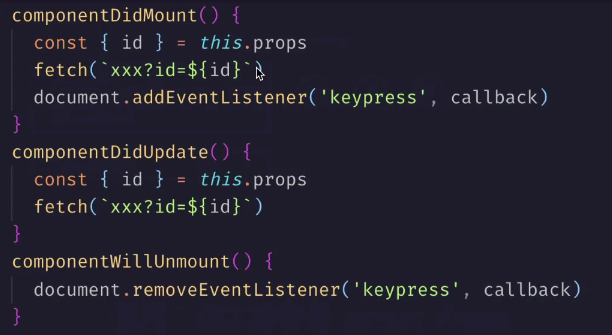 componentDidMount() {
  const { id } = this.props
  fetch(`xxx?id=${id}`)
  document.addEventListener('keypress', callback)
}
componentDidUpdate() {
  const { id } = this.props
  fetch(`xxx?id=${id}`)
}
componentWillUnmount() {
  document.removeEventListener('keypress', callback)
}